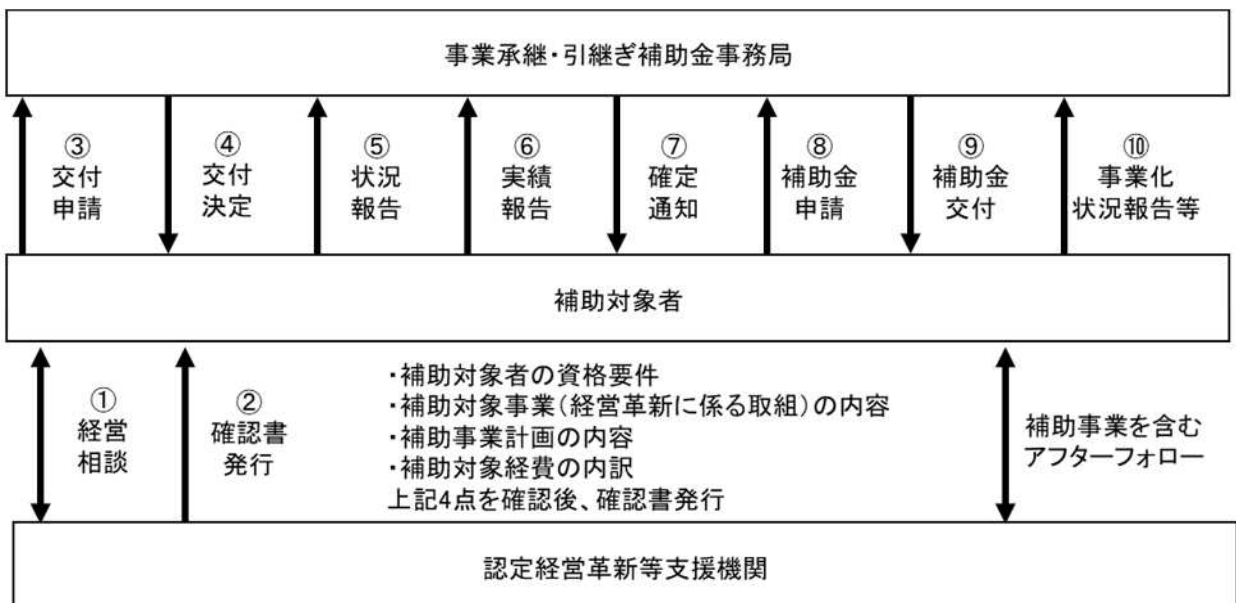 事業承継・引継ぎ補助金事務局
③
交付
申請
④
交付
決定
⑤
状況
報告
⑥
実績
報告
⑦
確定
通知
⑧
補助金
申請
⑨
補助金
交付
⑩
事業化
状況報告等
補助対象者
①
経営
相談
②
確認書
発行
・補助対象者の資格要件
・補助対象事業(経営革新に係る取組)の内容
・補助事業計画の内容
・補助対象経費の内訳
上記4点を確認後、確認書発行
補助事業を含む
アフターフォロー
認定経営革新等支援機関